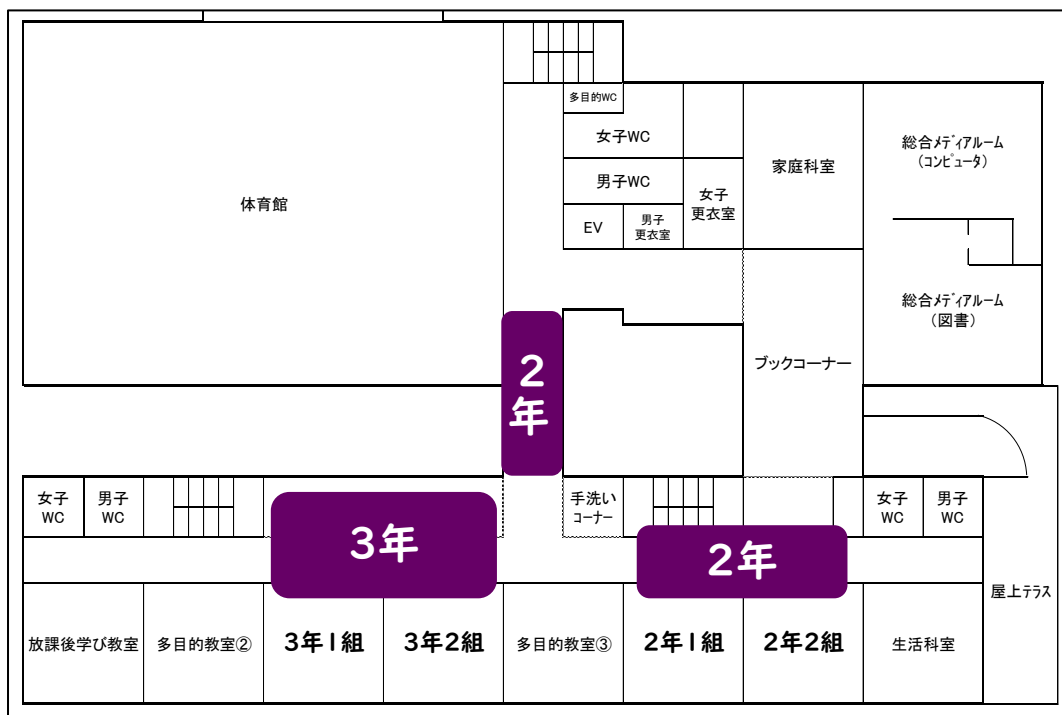 多目的WC
女子WC
男子WC
EV
男子
更衣室
女子
更衣室
家庭科室
総合ﾒﾃﾞｨｱﾙｰﾑ
（ｺﾝﾋﾟｭｰﾀ）
体育館
総合ﾒﾃﾞｨｱﾙｰﾑ
（図書）
ブックコーナー
２
年
女子
WC
男子
WC
手洗い
ｺｰﾅｰ
女子
WC
男子
WC
３年
２年
屋上ﾃﾗｽ
放課後学び教室
多目的教室②
３年１組
３年２組
多目的教室③
２年１組
２年２組
生活科室